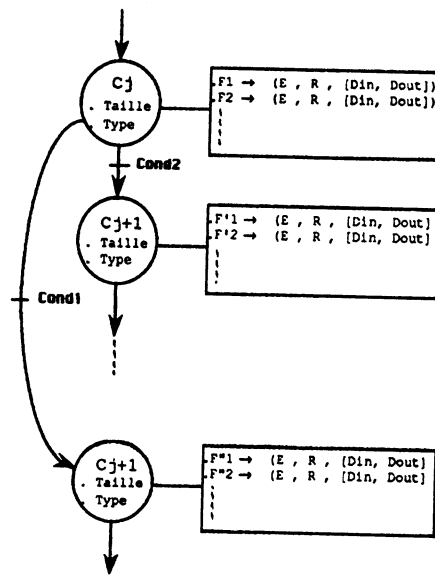 Cj
. Taille
. Type
.F1 → (E , R , [Din, Dout])
.F2 → (E , R , [Din, Dout])
Cond2
Cj+1
. Taille
. Type
.F'1 → (E , R , [Din, Dout]
.F'2 → (E , R , [Din, Dout]
Cond1
Cj+1
. Taille
. Type
.F"1 → (E , R , [Din, Dout]
.F"2 → (E , R , [Din, Dout]